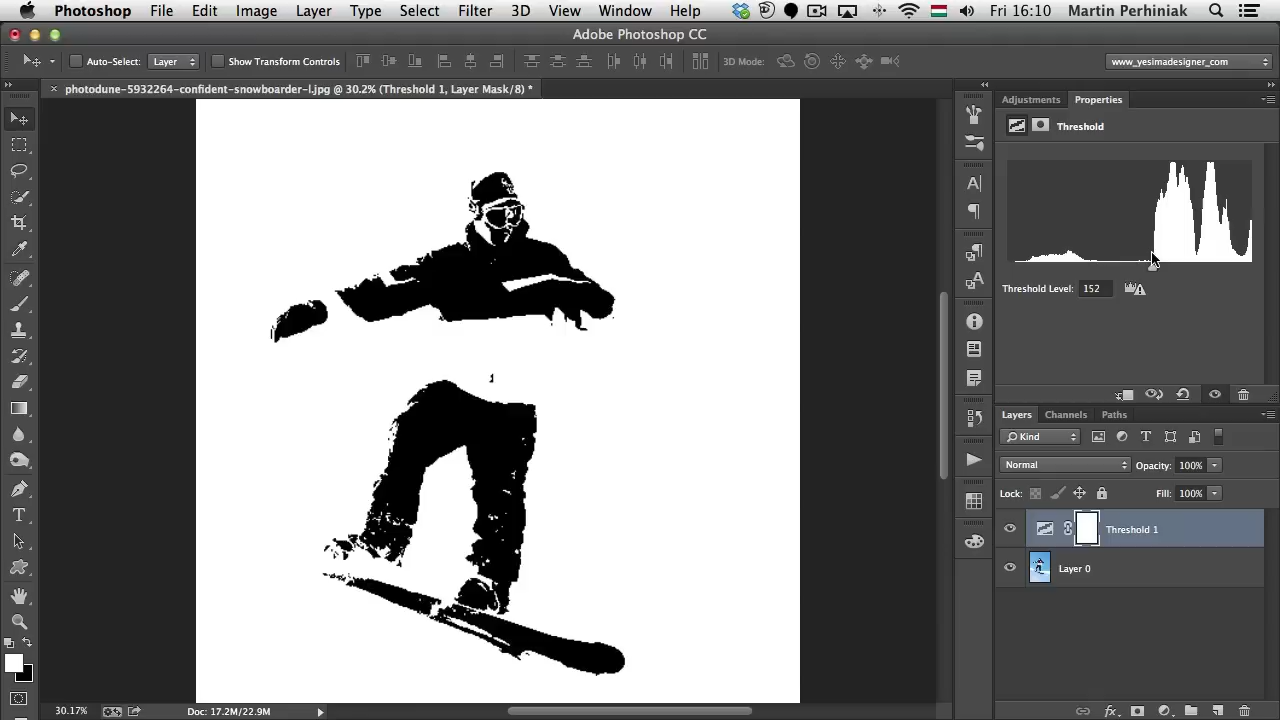 Photoshop File Edit Image Layer Type Select Filter 3D View Window Help Fri 16:10 Martin Perhiniak
Adobe Photoshop CC
Auto-Select: Layer Show Transform Controls 3D Mode: www_yesimadesigner_com
photodune-5932264-confident-snowboarder-l.jpg @ 30.2% (Threshold 1, Layer Mask/8) *
Adjustments Properties
Threshold
Threshold Level: 152
Layers Channels Paths
Kind
Normal Opacity: 100%
Lock: Fill: 100%
Threshold 1
Layer 0
30.17% Doc: 17.2M/22.9M